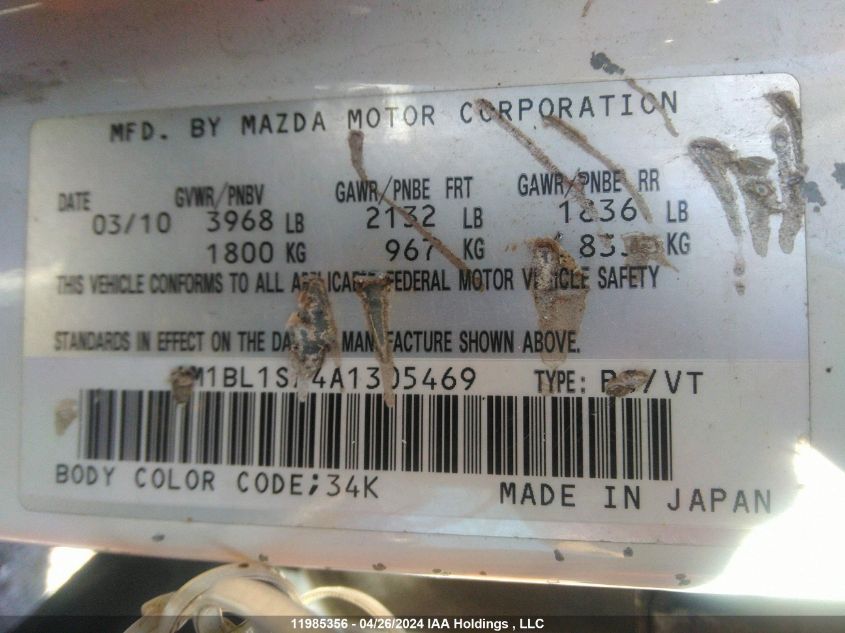 MFD. BY MAZDA MOTOR CORPORATION
DATE GVWR/PNBV GAWR/PNBE FRT GAWR/PNBE RR
03/10 3968 LB 2132 LB 1836 LB
1800 KG 967 KG KG
THIS VEHICLE CONFORMS TO ALL FEDERAL MOTOR SAFETY
STANDARDS IN EFFECT ON THE MANUFACTURE SHOWN ABOVE.
TYPE:
BODY COLOR CODE;34K
MADE IN JAPAN
11985356 - 04/26/2024 IAA Holdings , LLC